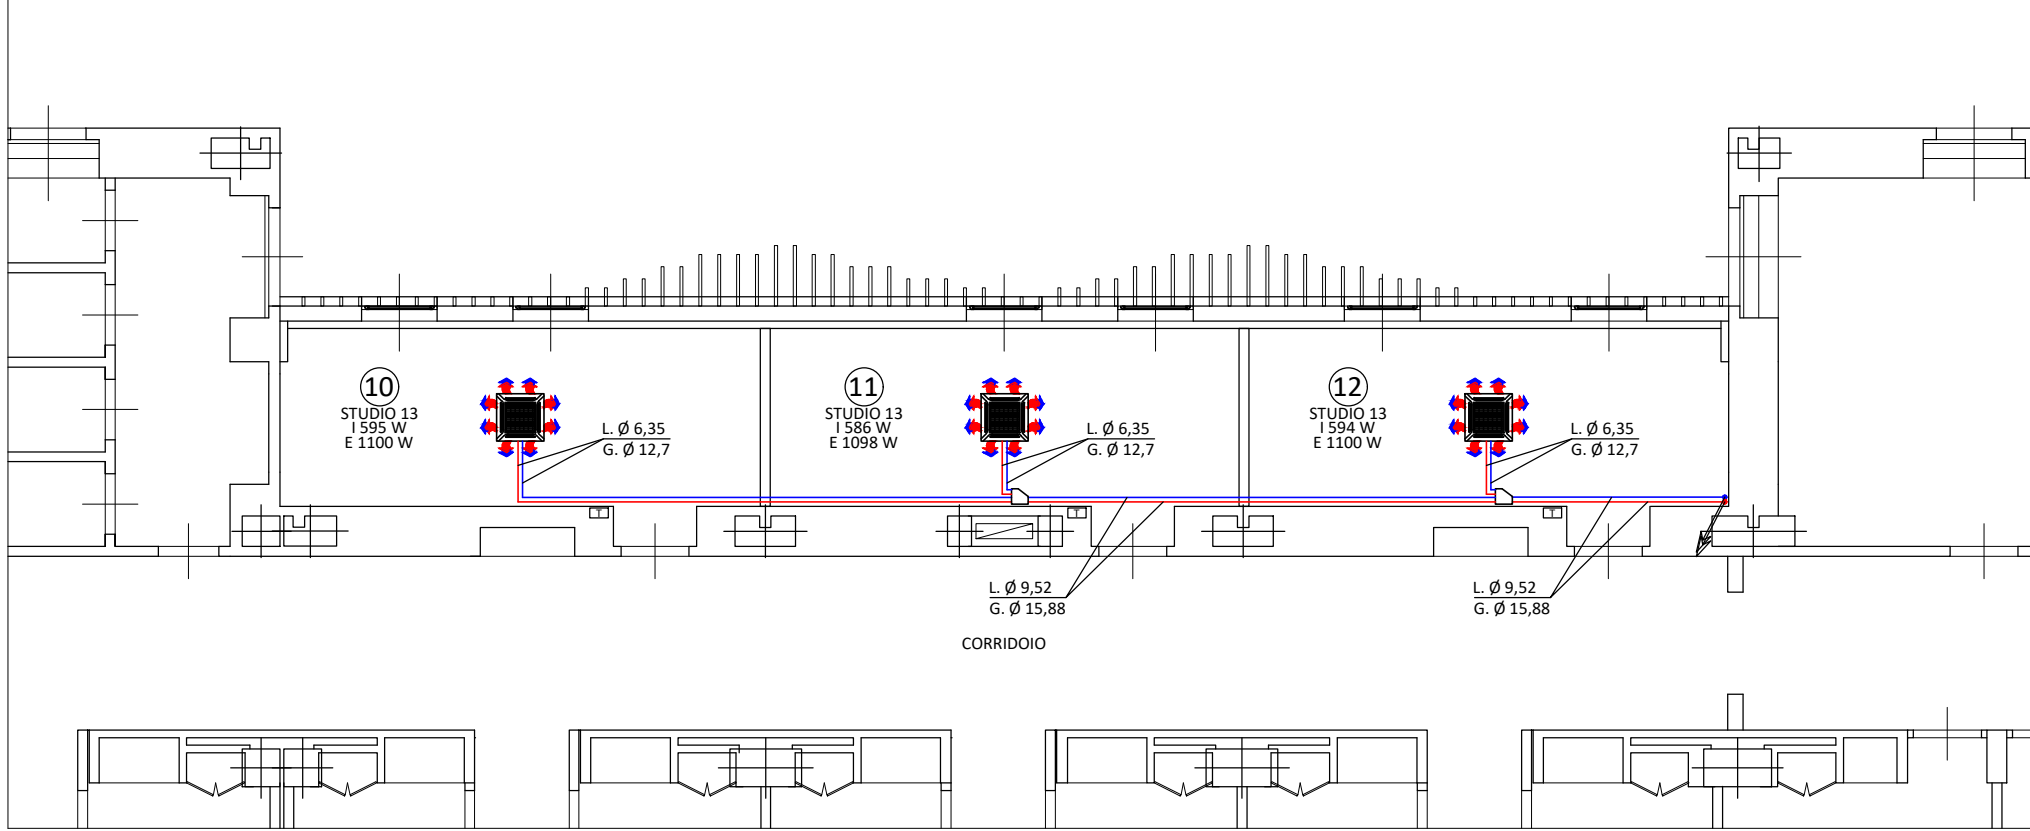 10
STUDIO 13
I 595 W
E 1100 W
L. Ø 6,35
G. Ø 12,7
11
STUDIO 13
I 586 W
E 1098 W
L. Ø 6,35
G. Ø 12,7
12
STUDIO 13
I 594 W
E 1100 W
L. Ø 6,35
G. Ø 12,7
T
T
T
L. Ø 9,52
G. Ø 15,88
L. Ø 9,52
G. Ø 15,88
CORRIDOIO